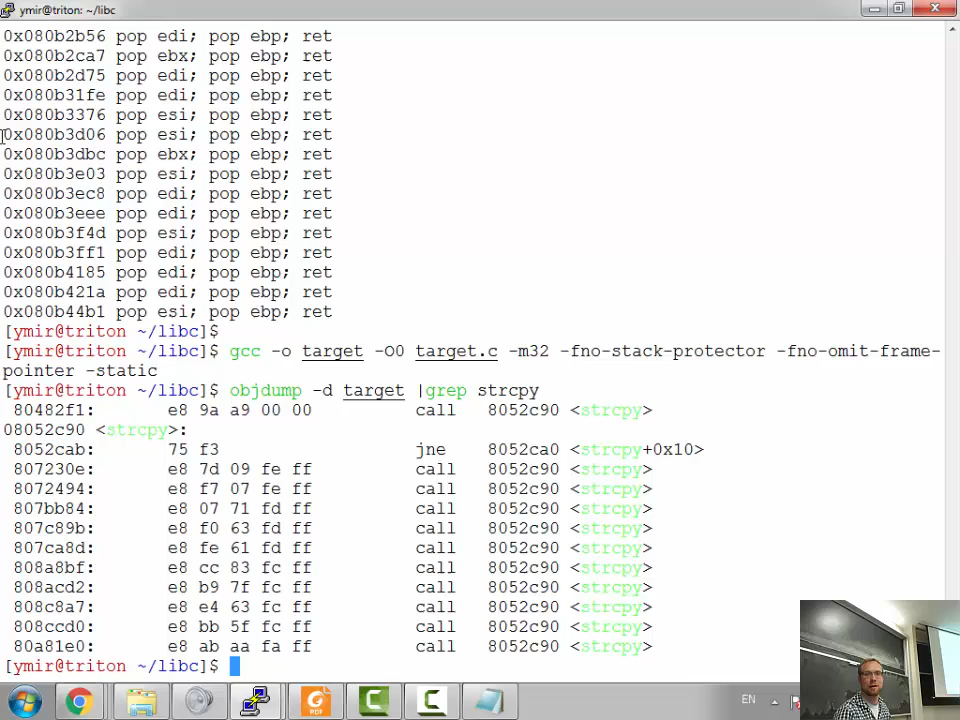 ymir@triton: ~/libc
0x080b2b56 pop edi; pop ebp; ret
0x080b2ca7 pop ebx; pop ebp; ret
0x080b2d75 pop edi; pop ebp; ret
0x080b31fe pop edi; pop ebp; ret
0x080b3376 pop esi; pop ebp; ret
0x080b3d06 pop esi; pop ebp; ret
0x080b3dbc pop ebx; pop ebp; ret
0x080b3e03 pop esi; pop ebp; ret
0x080b3ec8 pop edi; pop ebp; ret
0x080b3eee pop edi; pop ebp; ret
0x080b3f4d pop esi; pop ebp; ret
0x080b3ff1 pop edi; pop ebp; ret
0x080b4185 pop edi; pop ebp; ret
0x080b421a pop edi; pop ebp; ret
0x080b44b1 pop esi; pop ebp; ret
[ymir@triton ~/libc]$
[ymir@triton ~/libc]$ gcc -o target -O0 target.c -m32 -fno-stack-protector -fno-omit-frame-
pointer -static
[ymir@triton ~/libc]$ objdump -d target |grep strcpy
80482f1: e8 9a a9 00 00 call 8052c90 <strcpy>
08052c90 <strcpy>:
8052cab: 75 f3 jne 8052ca0 <strcpy+0x10>
807230e: e8 7d 09 fe ff call 8052c90 <strcpy>
8072494: e8 f7 07 fe ff call 8052c90 <strcpy>
807bb84: e8 07 71 fd ff call 8052c90 <strcpy>
807c89b: e8 f0 63 fd ff call 8052c90 <strcpy>
807ca8d: e8 fe 61 fd ff call 8052c90 <strcpy>
808a8bf: e8 cc 83 fc ff call 8052c90 <strcpy>
808acd2: e8 b9 7f fc ff call 8052c90 <strcpy>
808c8a7: e8 e4 63 fc ff call 8052c90 <strcpy>
808ccd0: e8 bb 5f fc ff call 8052c90 <strcpy>
80a81e0: e8 ab aa fa ff call 8052c90 <strcpy>
[ymir@triton ~/libc]$
PDF
EN